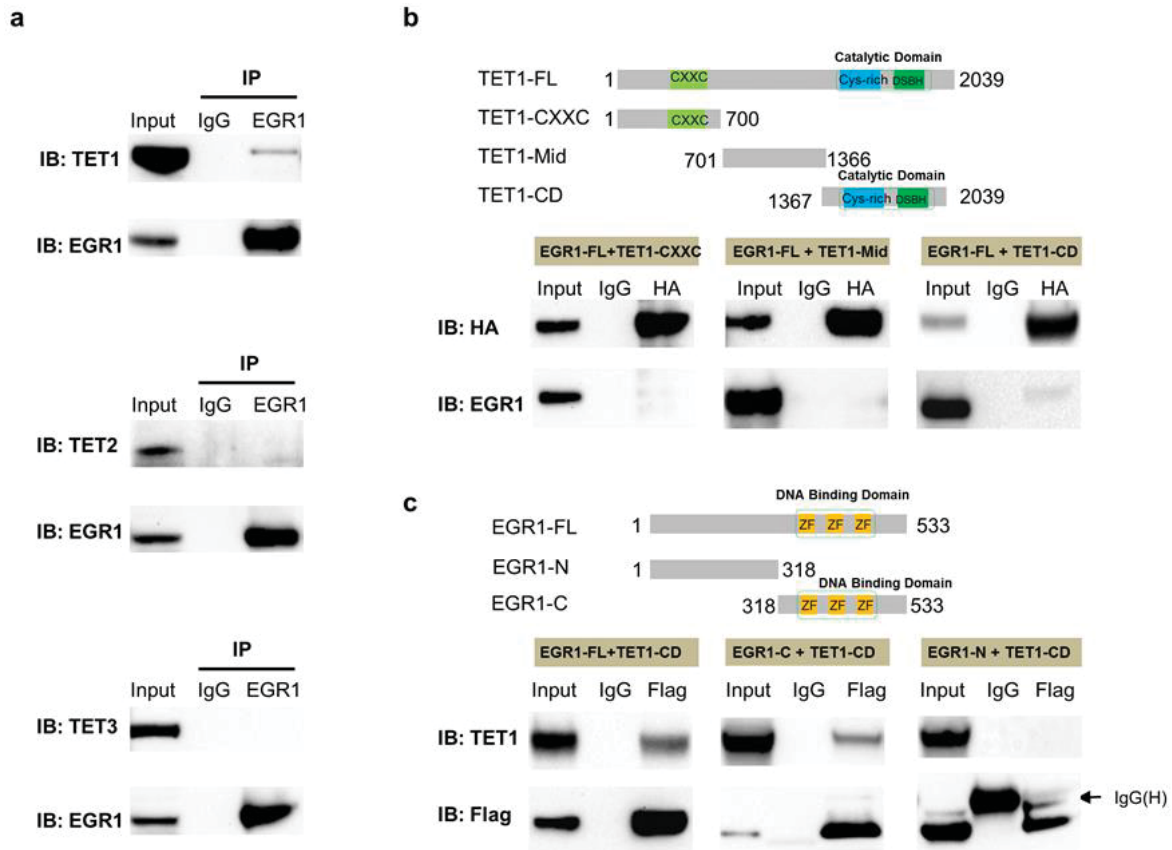 a
IP
Input IgG EGR1
IB: TET1
IB: EGR1
IP
Input IgG EGR1
IB: TET2
IB: EGR1
IP
Input IgG EGR1
IB: TET3
IB: EGR1
b
Catalytic Domain
TET1-FL 1 CXXC Cys-rich DSBH 2039
TET1-CXXC 1 CXXC 700
TET1-Mid 701 1366
Catalytic Domain
TET1-CD 1367 Cys-rich DSBH 2039
EGR1-FL+TET1-CXXC EGR1-FL + TET1-Mid EGR1-FL + TET1-CD
Input IgG HA Input IgG HA Input IgG HA
IB: HA
IB: EGR1
c
DNA Binding Domain
EGR1-FL 1 ZF ZF ZF 533
EGR1-N 1 318
DNA Binding Domain
EGR1-C 318 ZF ZF ZF 533
EGR1-FL+TET1-CD EGR1-C + TET1-CD EGR1-N + TET1-CD
Input IgG Flag Input IgG Flag Input IgG Flag
IB: TET1
IB: Flag
IgG(H)